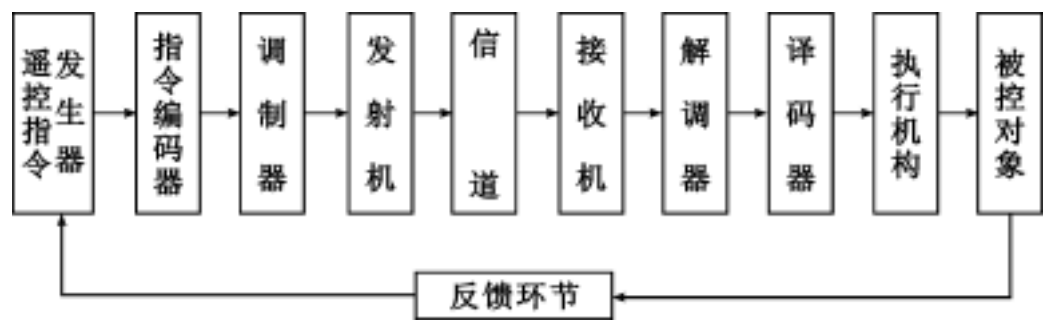 遥控指令发生器
指令编码器
调制器
发射机
信道
接收机
解调器
译码器
执行机构
被控对象
反馈环节